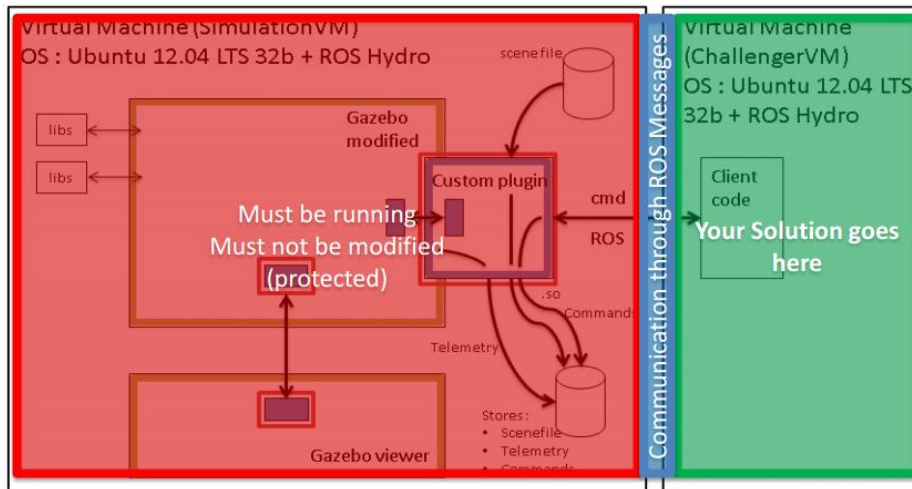 Virtual Machine (SimulationVM)
OS : Ubuntu 12.04 LTS 32b + ROS Hydro
scenefile
libs
libs
Gazebo
modified
Custom plugin
Must be running
Must not be modified
(protected)
cmd
ROS
.so
Commands
Telemetry
Stores:
• Scenefile
• Telemetry
• Commands
Gazebo viewer
Communication through ROS Messages
Virtual Machine
(ChallengerVM)
OS : Ubuntu 12.04 LTS
32b + ROS Hydro
Client
code
Your Solution goes
here